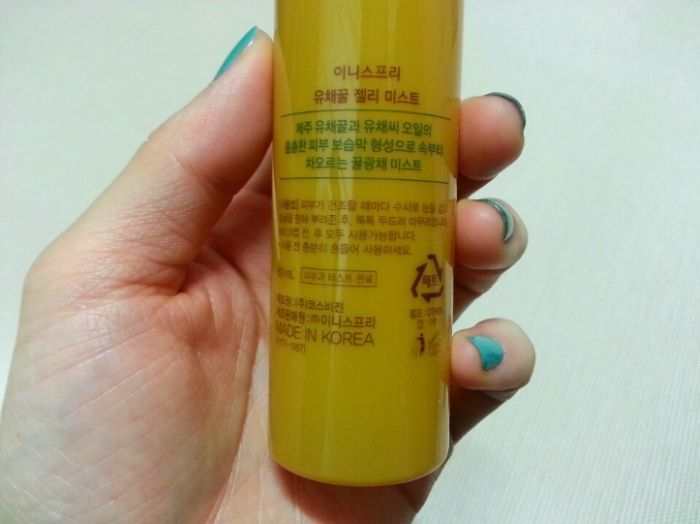 이니스프리
유채꿀 젤리 미스트
제주 유채꿀과 유채씨 오일의
촘촘한 피부 보습막 형성으로 속부터
차오르는 꿀광채 미스트
피부가 건조할 때마다 수시로 눈을 감고
향해 뿌려준 후, 톡톡 두드려 마무리합니다.
전, 후 모두 사용가능합니다.
사용 전 충분히 흔들어 사용하세요.
mL 피부과 테스트 완료
(주)코스비전
제조판매원: ㈜이니스프리
MADE IN KOREA
페트